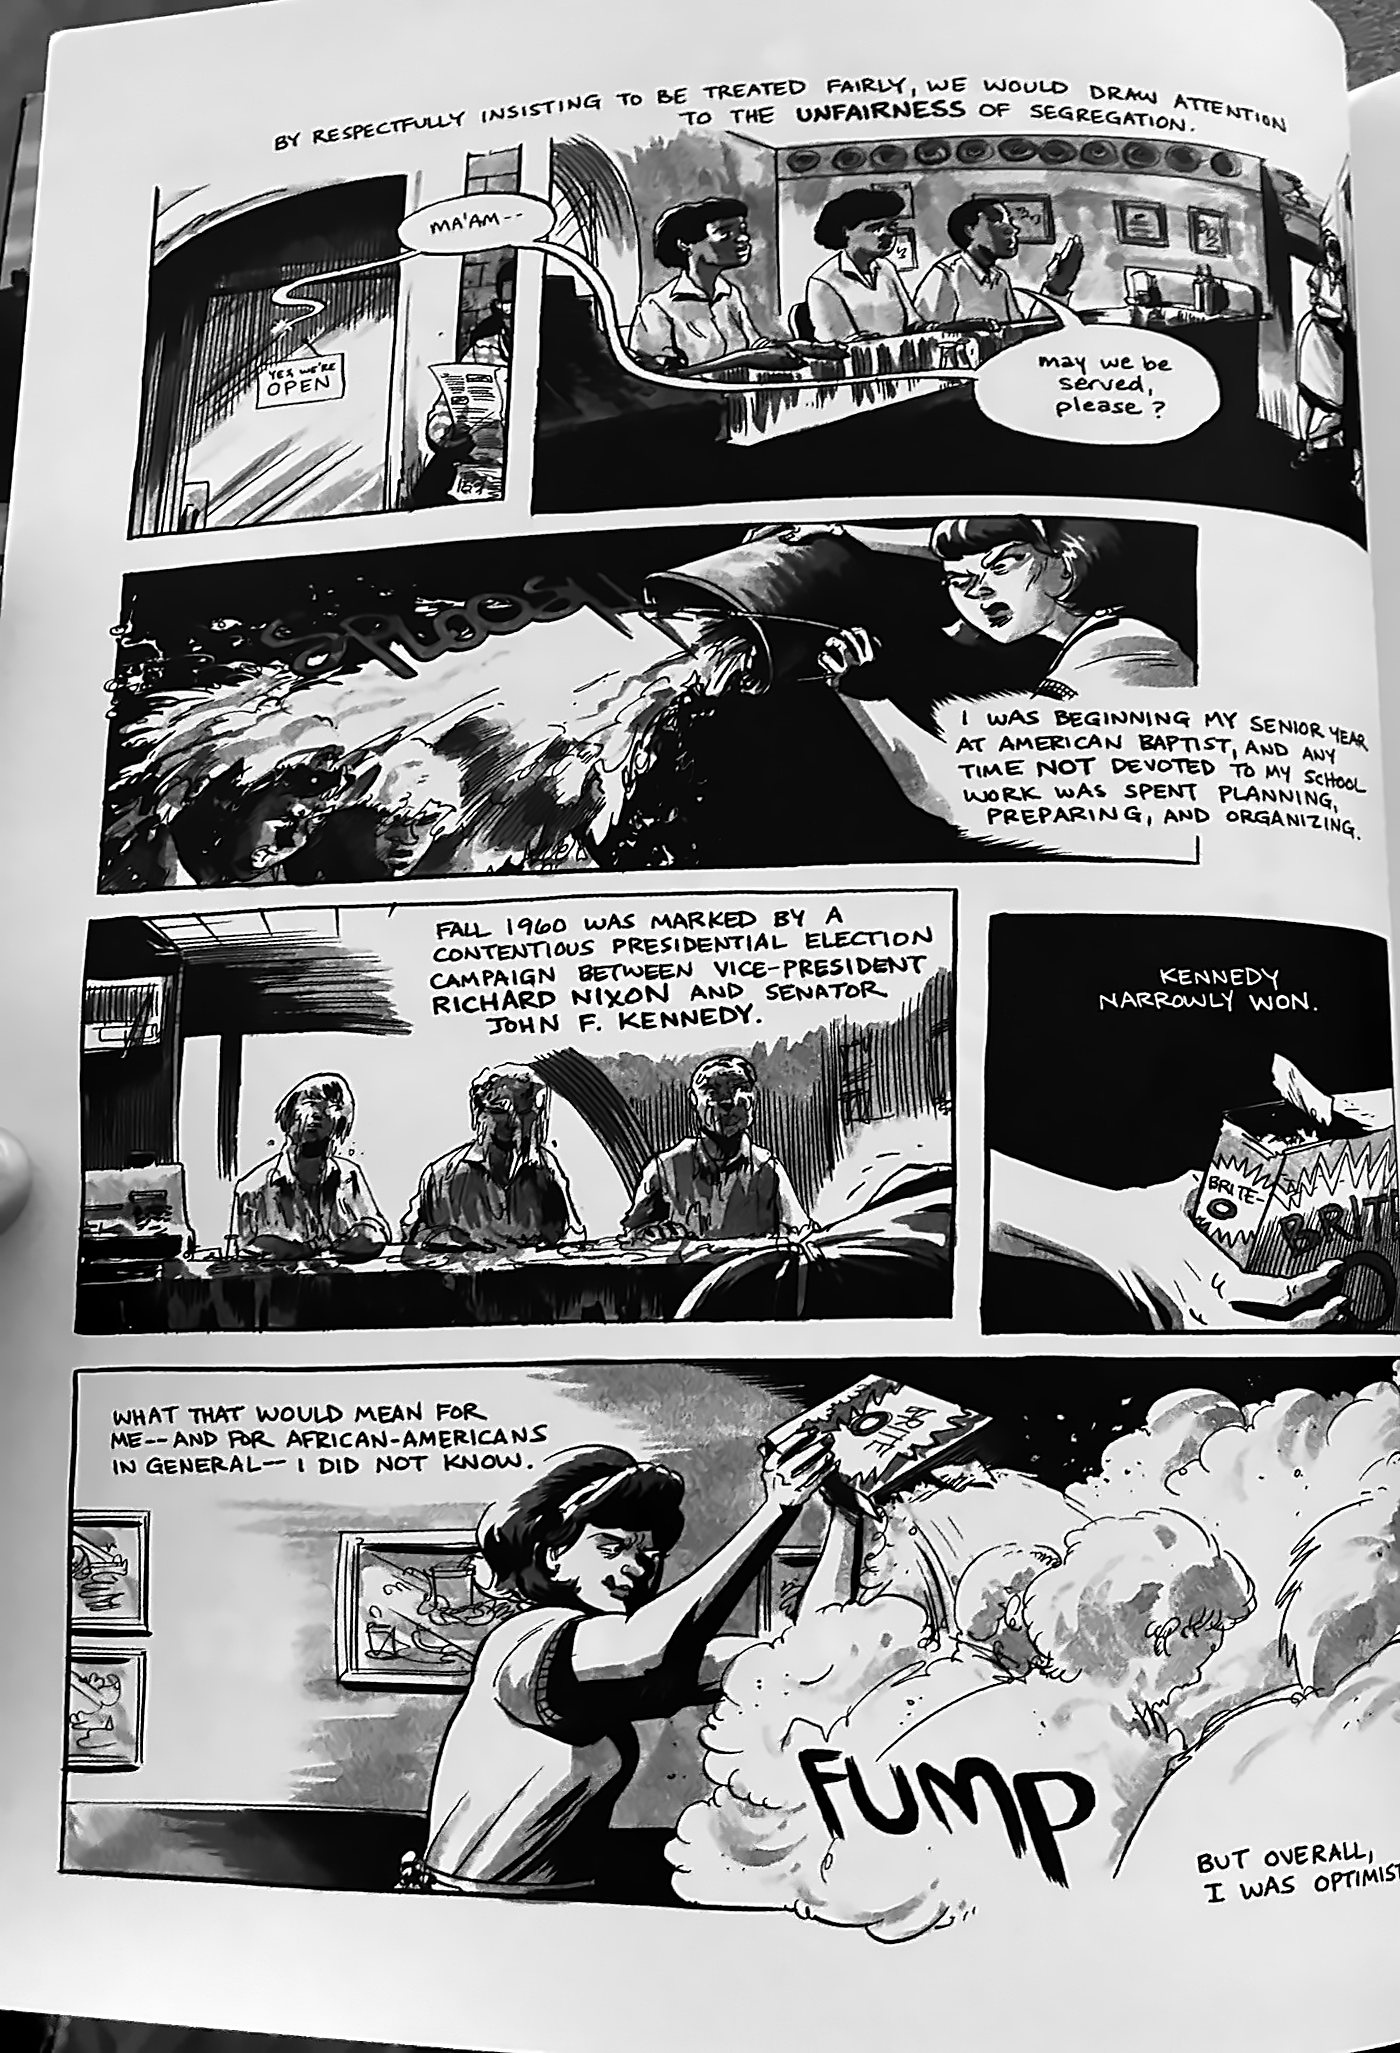 BY RESPECTFULLY INSISTING TO BE TREATED FAIRLY, WE WOULD DRAW ATTENTION
TO THE UNFAIRNESS OF SEGREGATION.
MA'AM--
YES, WE'RE
OPEN
may we be
served,
please?
SPLOOSH
I WAS BEGINNING MY SENIOR YEAR
AT AMERICAN BAPTIST, AND ANY
TIME NOT DEVOTED TO MY SCHOOL
WORK WAS SPENT PLANNING,
PREPARING, AND ORGANIZING.
FALL 1960 WAS MARKED BY A
CONTENTIOUS PRESIDENTIAL ELECTION
CAMPAIGN BETWEEN VICE-PRESIDENT
RICHARD NIXON AND SENATOR
JOHN F. KENNEDY.
KENNEDY
NARROWLY WON.
BRITE-
BRIT
WHAT THAT WOULD MEAN FOR
ME--AND FOR AFRICAN-AMERICANS
IN GENERAL--I DID NOT KNOW.
BRITE
FUMP
BUT OVERALL,
I WAS OPTIMIST